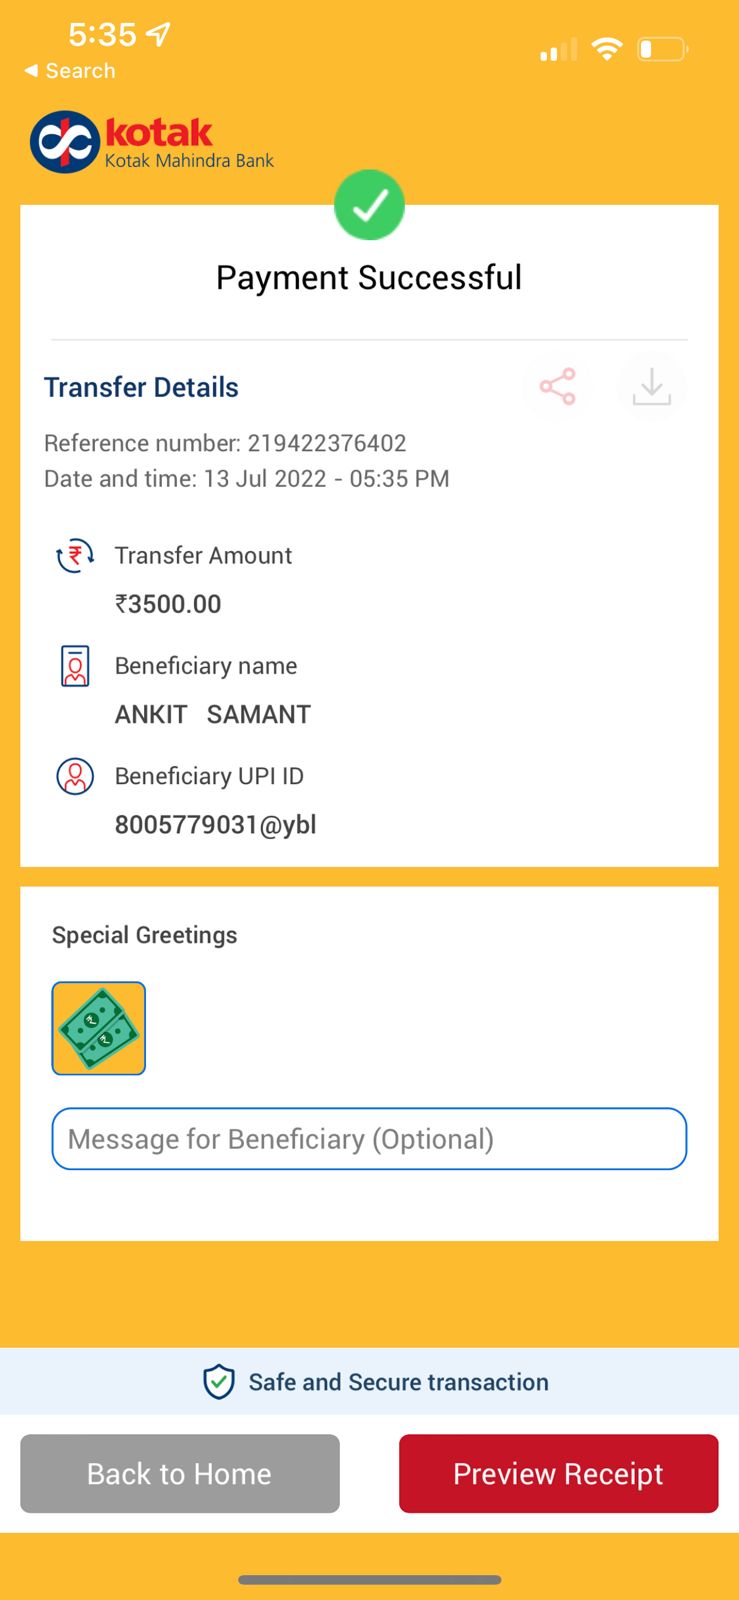 5:35
◀ Search
kotak
Kotak Mahindra Bank
Payment Successful
Transfer Details
Reference number: 219422376402
Date and time: 13 Jul 2022 - 05:35 PM
Transfer Amount
₹3500.00
Beneficiary name
ANKIT   SAMANT
Beneficiary UPI ID
8005779031@ybl
Special Greetings
Message for Beneficiary (Optional)
Safe and Secure transaction
Back to Home
Preview Receipt